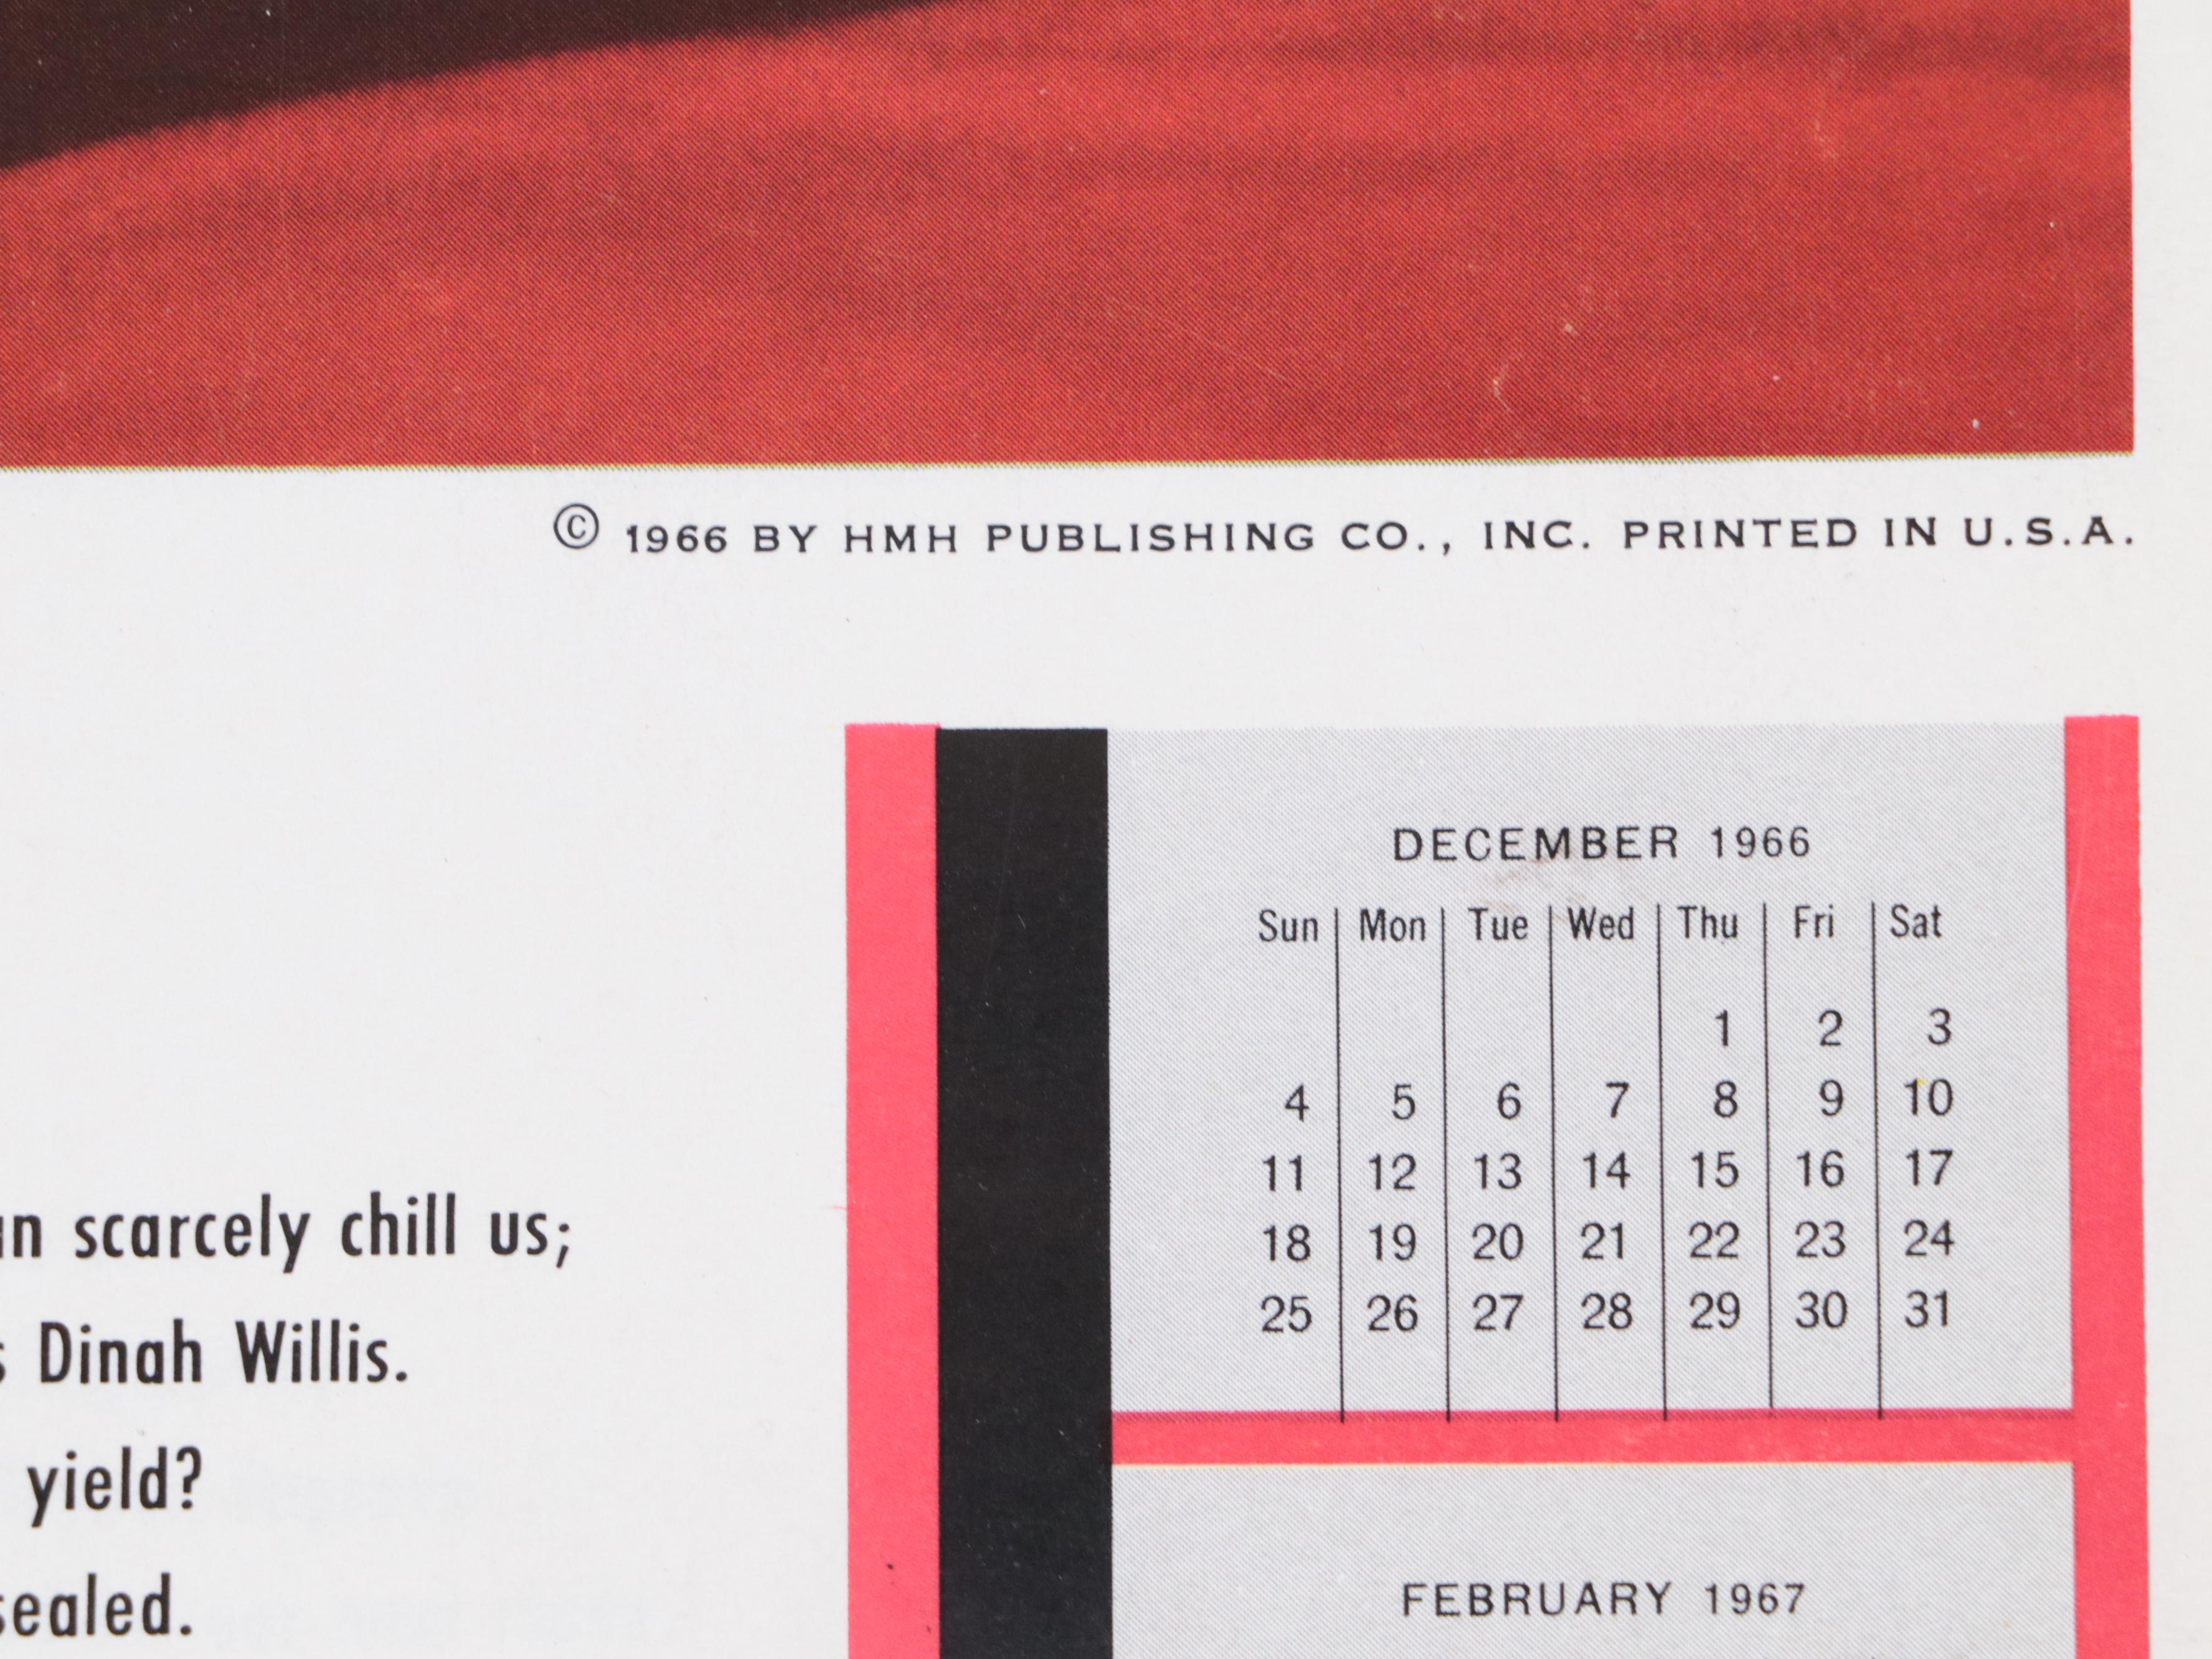 © 1966 BY HMH PUBLISHING CO., INC. PRINTED IN U.S.A.
scarcely chill us;
Dinah Willis.
yield?
sealed.
DECEMBER 1966
Sun Mon Tue Wed Thu Fri Sat
1 2 3
4 5 6 7 8 9 10
11 12 13 14 15 16 17
18 19 20 21 22 23 24
25 26 27 28 29 30 31
FEBRUARY 1967